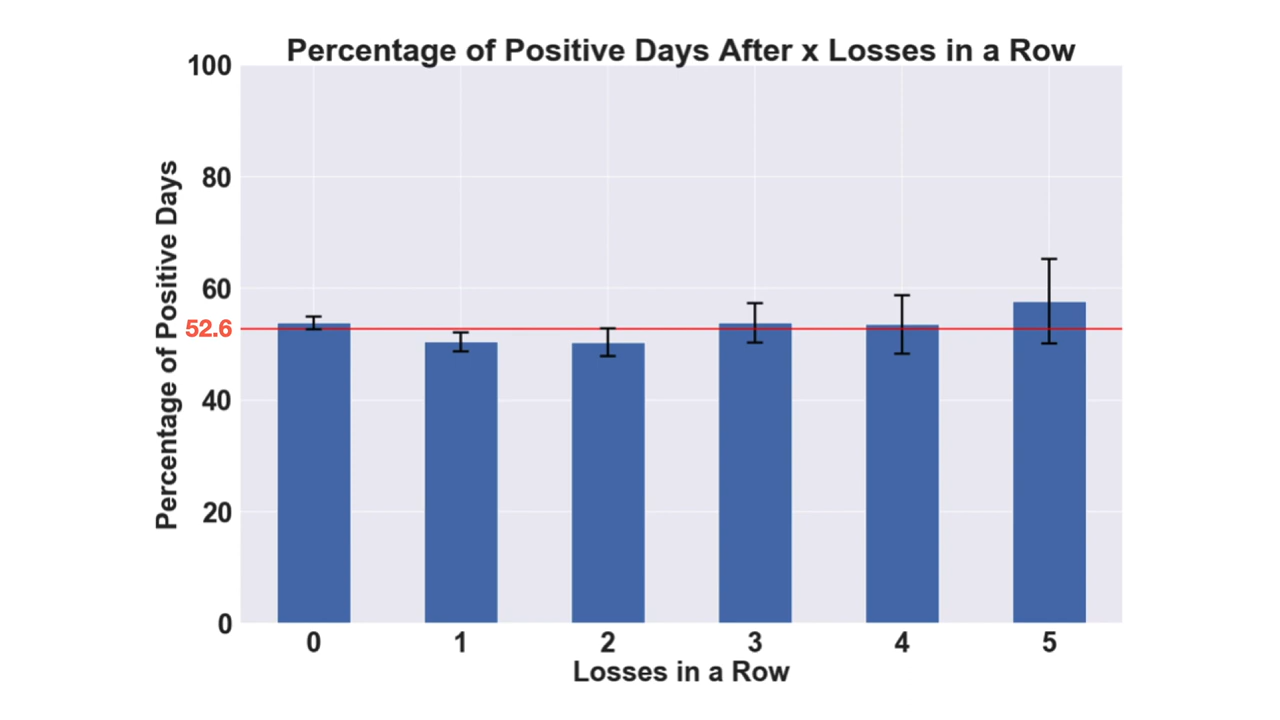 Percentage of Positive Days After x Losses in a Row
Percentage of Positive Days
100
80
60
52.6
40
20
0
0 1 2 3 4 5
Losses in a Row